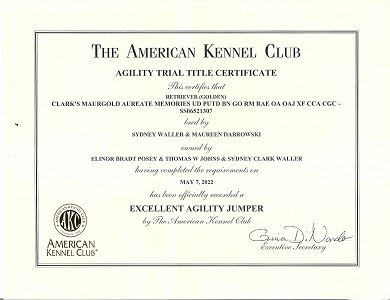 THE AMERICAN KENNEL CLUB
AGILITY TRIAL TITLE CERTIFICATE
This certifies that
RETRIEVER (GOLDEN)
CLARK'S MAURGOLD AUREATE MEMORIES UD PUTD BN GO RM RAE OA OAJ XF CCA CGC ~
SS06521307
bred by
SYDNEY WALLER & MAUREEN DABROWSKI
owned by
ELINOR BRADT POSEY & THOMAS W JOHNS & SYDNEY CLARK WALLER
having completed the requirements on
MAY 7, 2022
has been officially recorded a
EXCELLENT AGILITY JUMPER
by The American Kennel Club
AKC
AMERICAN
KENNEL CLUB®
Executive Secretary